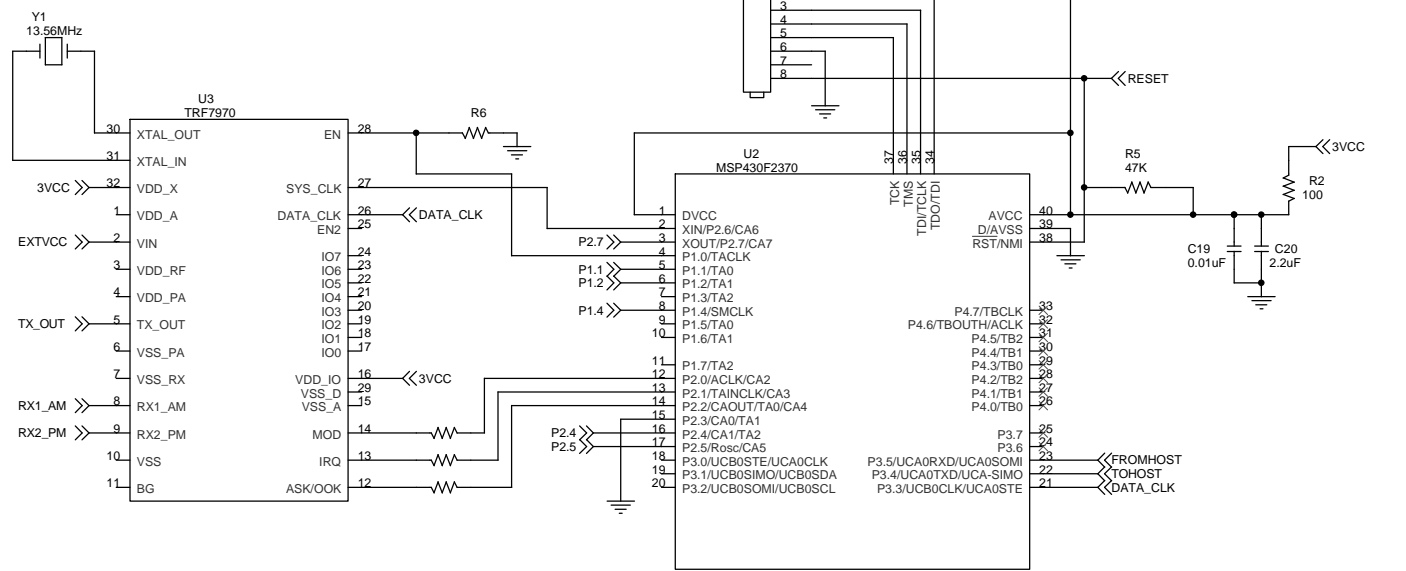 Y1
13.56MHz
U3
TRF7970
30 XTAL_OUT
31 XTAL_IN
3VCC 32 VDD_X
1 VDD_A
EXTVCC 2 VIN
3 VDD_RF
4 VDD_PA
TX_OUT 5 TX_OUT
6 VSS_PA
7 VSS_RX
RX1_AM 8 RX1_AM
RX2_PM 9 RX2_PM
10 VSS
11 BG
EN 28
SYS_CLK 27
DATA_CLK 26 DATA_CLK
EN2 25
IO7 24
IO6 23
IO5 22
IO4 21
IO3 20
IO2 19
IO1 18
IO0 17
VDD_IO 16 3VCC
VSS_D 29
VSS_A 15
MOD 14
IRQ 13
ASK/OOK 12
R6
3
4
5
6
7
8
RESET
U2
MSP430F2370
37 TCK
36 TMS
35 TDI/TCLK
34 TDO/TDI
1 DVCC
2 XIN/P2.6/CA6
P2.7 3 XOUT/P2.7/CA7
4 P1.0/TACLK
P1.1 5 P1.1/TA0
P1.2 6 P1.2/TA1
7 P1.3/TA2
P1.4 8 P1.4/SMCLK
9 P1.5/TA0
10 P1.6/TA1
11 P1.7/TA2
12 P2.0/ACLK/CA2
13 P2.1/TAINCLK/CA3
14 P2.2/CAOUT/TA0/CA4
15 P2.3/CA0/TA1
P2.4 16 P2.4/CA1/TA2
P2.5 17 P2.5/Rosc/CA5
18 P3.0/UCB0STE/UCA0CLK
19 P3.1/UCB0SIMO/UCB0SDA
20 P3.2/UCB0SOMI/UCB0SCL
AVCC 40
D/AVSS 39
RST/NMI 38
P4.7/TBCLK 33
P4.6/TBOUTH/ACLK 32
P4.5/TB2 31
P4.4/TB1 30
P4.3/TB0 29
P4.2/TB2 28
P4.1/TB1 27
P4.0/TB0 26
P3.7 25
P3.6 24
P3.5/UCA0RXD/UCA0SOMI 23 FROMHOST
P3.4/UCA0TXD/UCA-SIMO 22 TOHOST
P3.3/UCB0CLK/UCA0STE 21 DATA_CLK
R5
47K
3VCC
R2
100
C19
0.01uF
C20
2.2uF